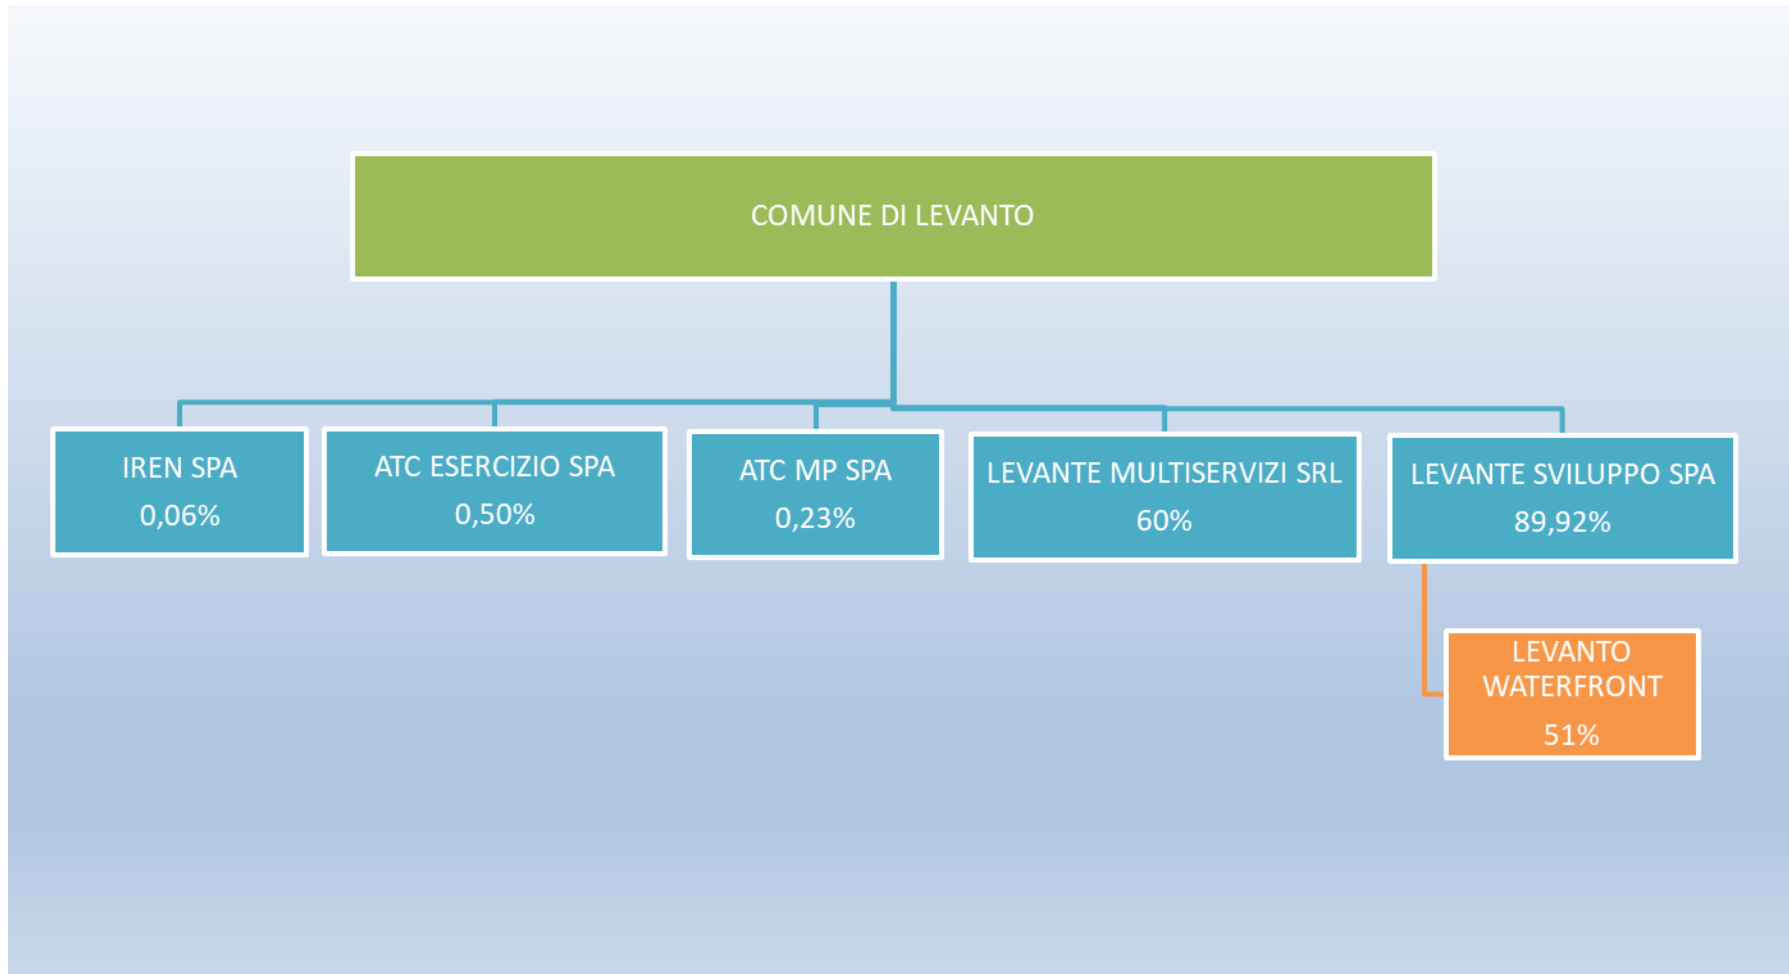 COMUNE DI LEVANTO
IREN SPA
0,06%
ATC ESERCIZIO SPA
0,50%
ATC MP SPA
0,23%
LEVANTE MULTISERVIZI SRL
60%
LEVANTE SVILUPPO SPA
89,92%
LEVANTO
WATERFRONT
51%